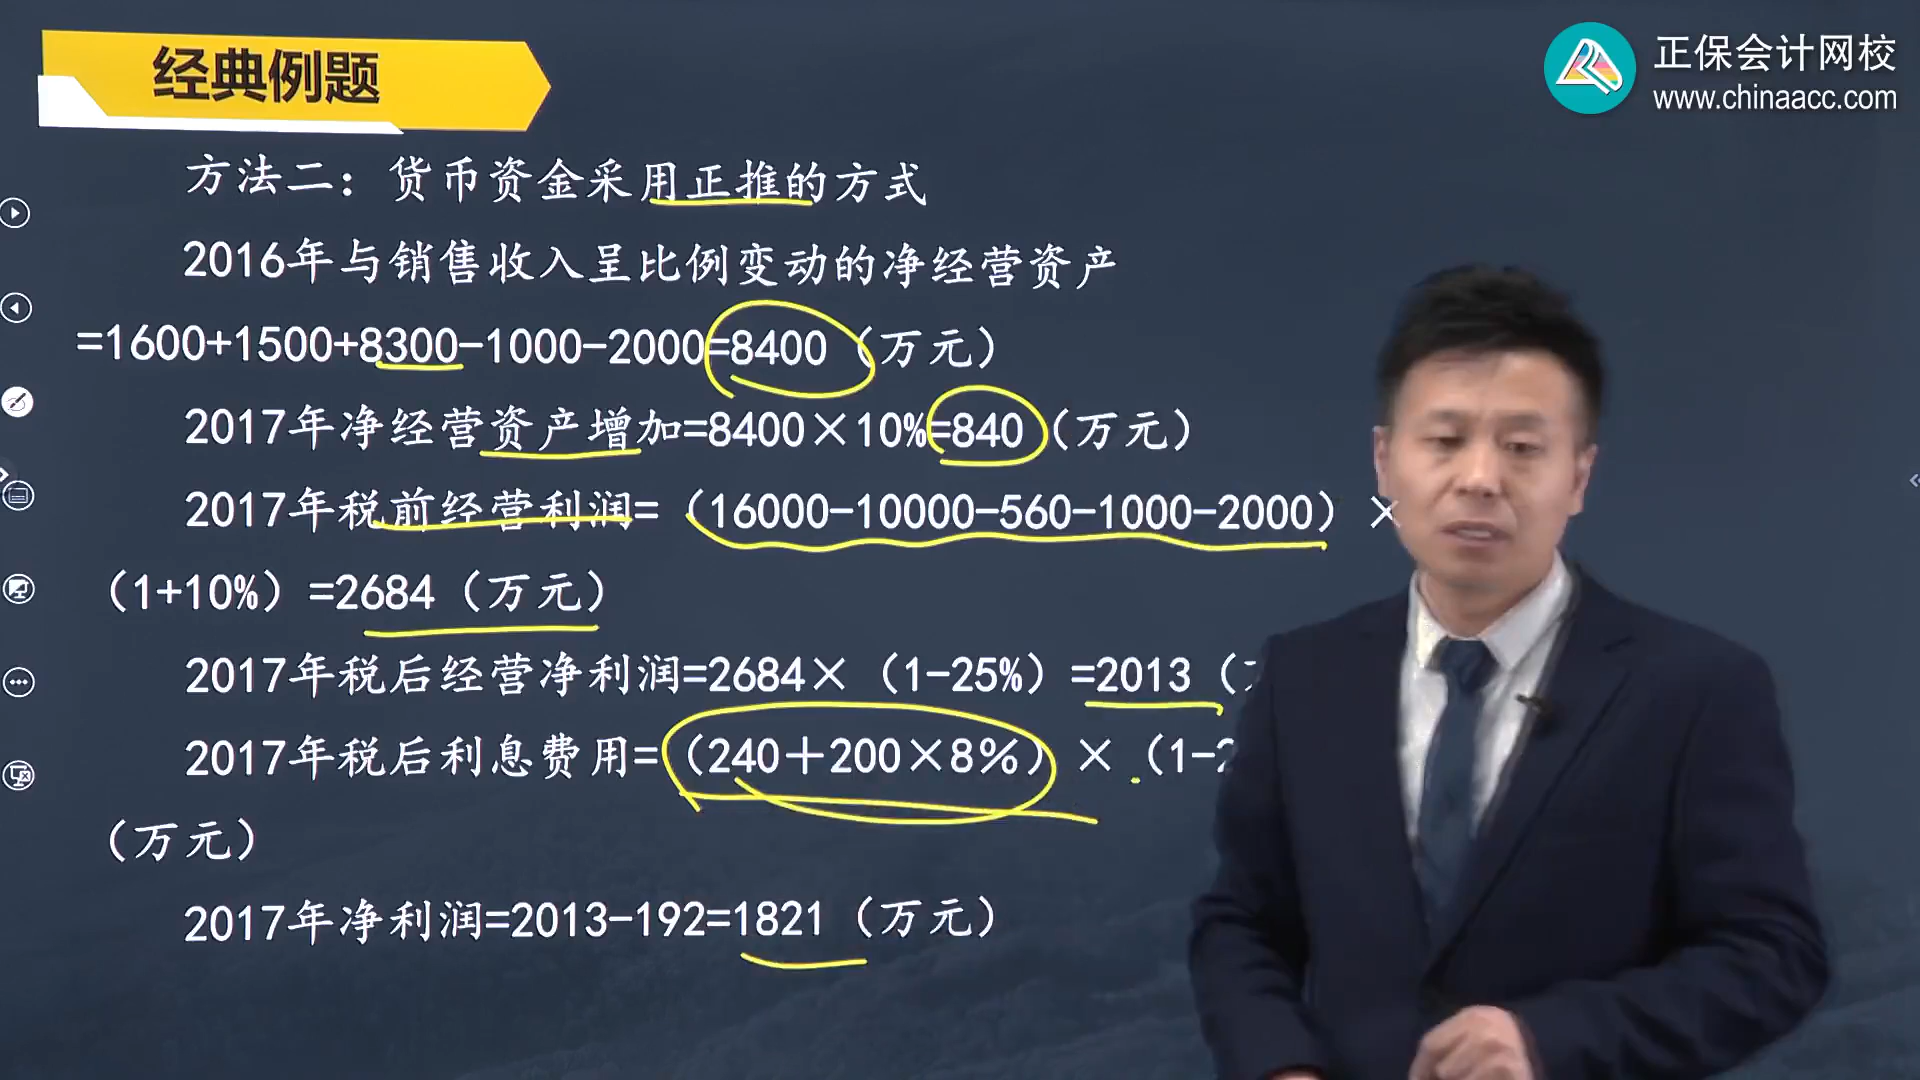 经典例题
正保会计网校
www.chinaacc.com
方法二：货币资金采用正推的方式
2016年与销售收入呈比例变动的净经营资产
=1600+1500+8300-1000-2000=8400（万元）
2017年净经营资产增加=8400×10%=840（万元）
2017年税前经营利润=（16000-10000-560-1000-2000）×
（1+10%）=2684（万元）
2017年税后经营净利润=2684×（1-25%）=2013（
2017年税后利息费用=（240+200×8%）×（1-2
（万元）
2017年净利润=2013-192=1821（万元）